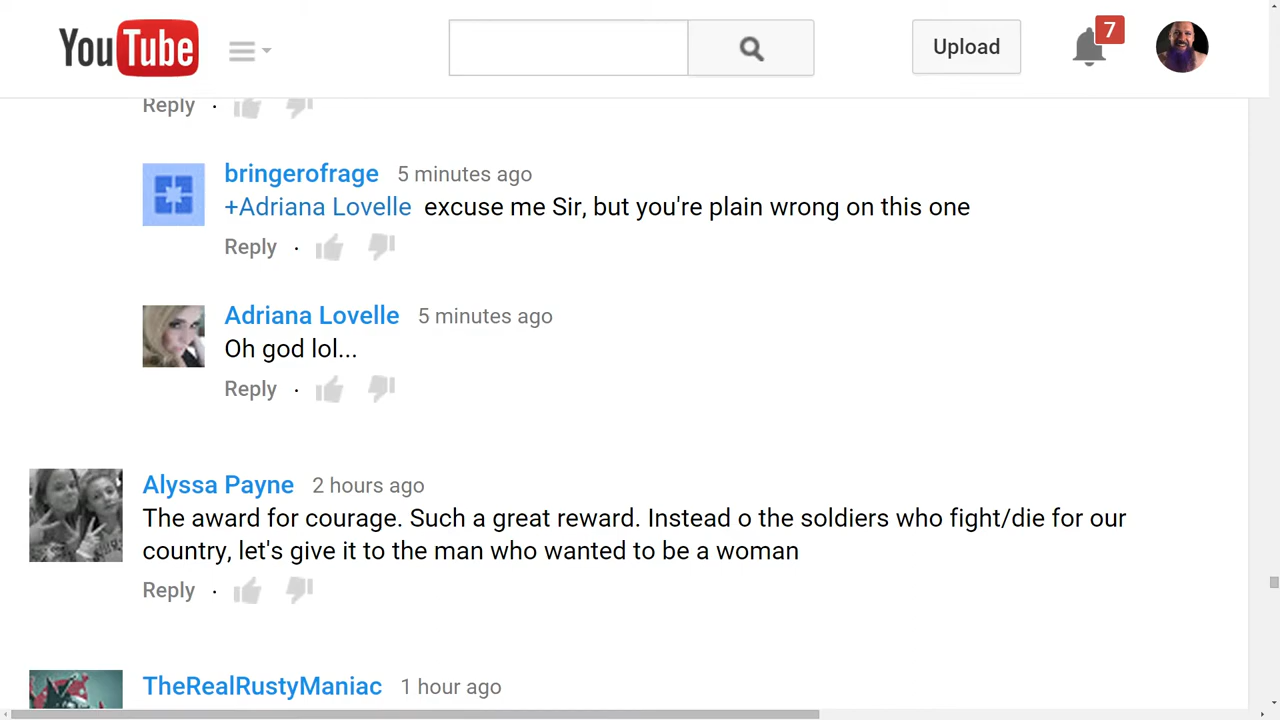 YouTube
Upload
7
Reply ·
bringerofrage 5 minutes ago
+Adriana Lovelle excuse me Sir, but you're plain wrong on this one
Reply ·
Adriana Lovelle 5 minutes ago
Oh god lol...
Reply ·
Alyssa Payne 2 hours ago
The award for courage. Such a great reward. Instead o the soldiers who fight/die for our
country, let's give it to the man who wanted to be a woman
Reply ·
TheRealRustyManiac 1 hour ago